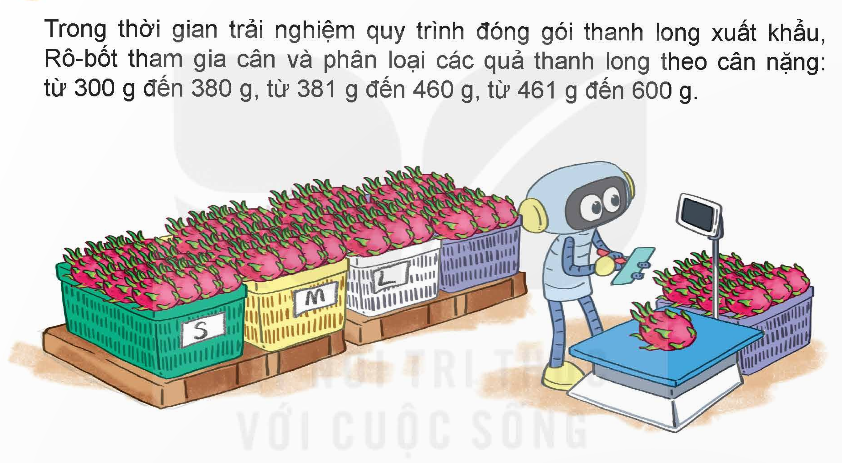 Trong thời gian trải nghiệm quy trình đóng gói thanh long xuất khẩu,
Rô-bốt tham gia cân và phân loại các quả thanh long theo cân nặng:
từ 300 g đến 380 g, từ 381 g đến 460 g, từ 461 g đến 600 g.
S
M
L
NỐI TRI THỨC
VỚI CUỘC SỐNG